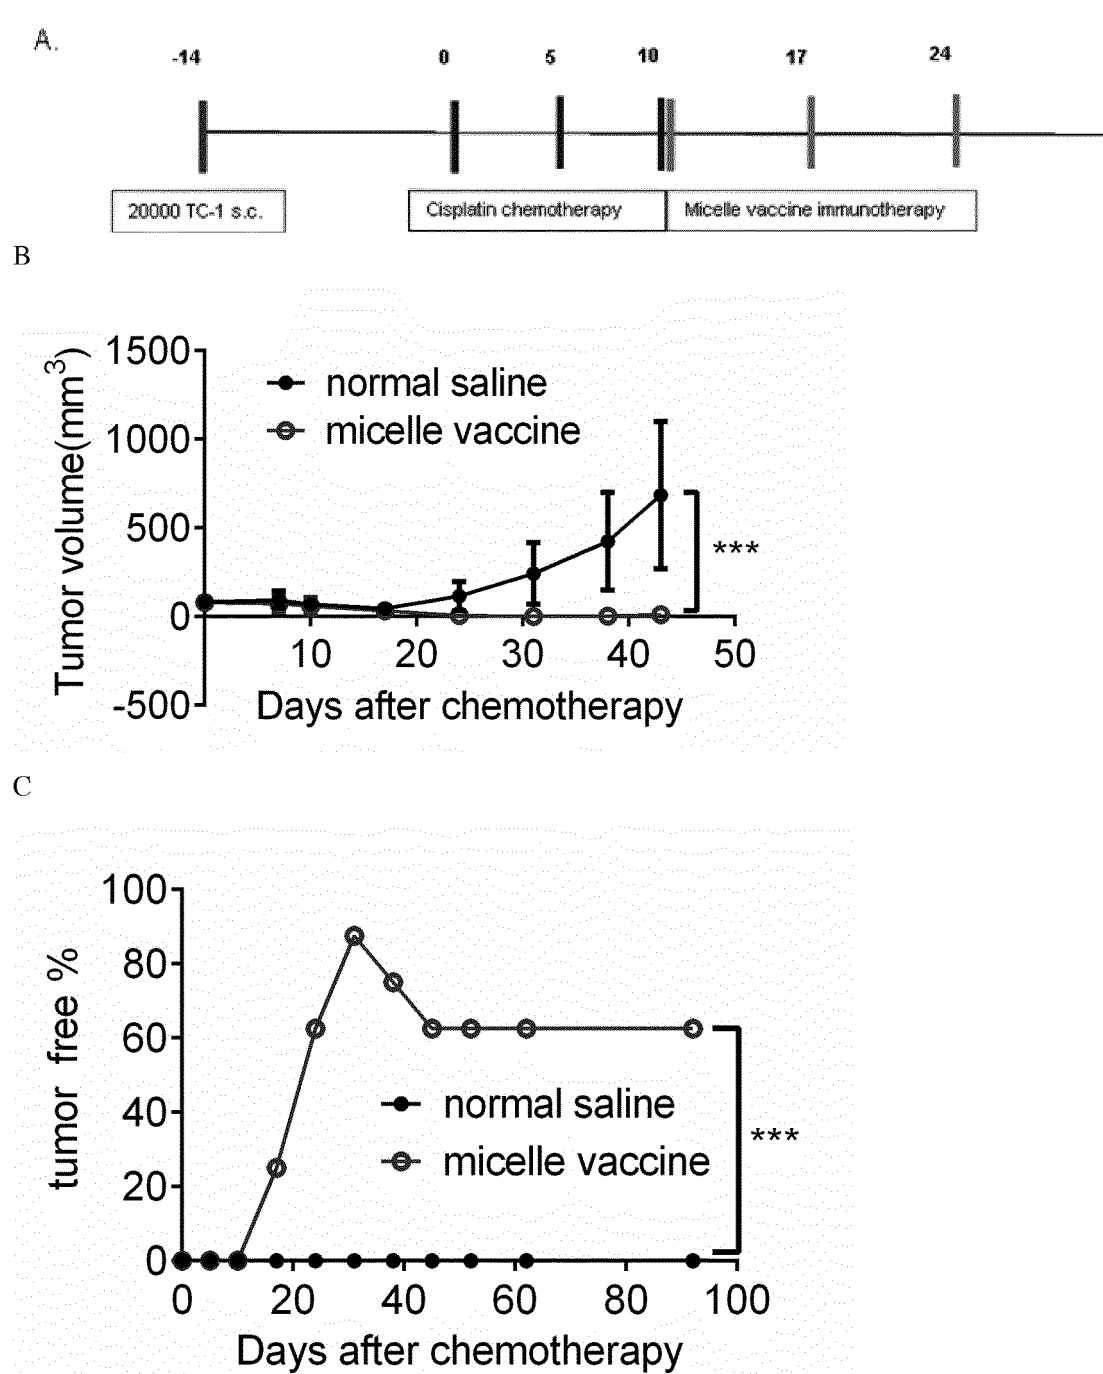 A.
-14 0 5 10 17 24
20000 TC-1 s.c. Cisplatin chemotherapy Micelle vaccine immunotherapy
B
Tumor volume(mm3)
1500
1000
500
0
-500
normal saline
micelle vaccine
***
10 20 30 40 50
Days after chemotherapy
C
tumor free %
100
80
60
40
20
0
normal saline
micelle vaccine
***
0 20 40 60 80 100
Days after chemotherapy